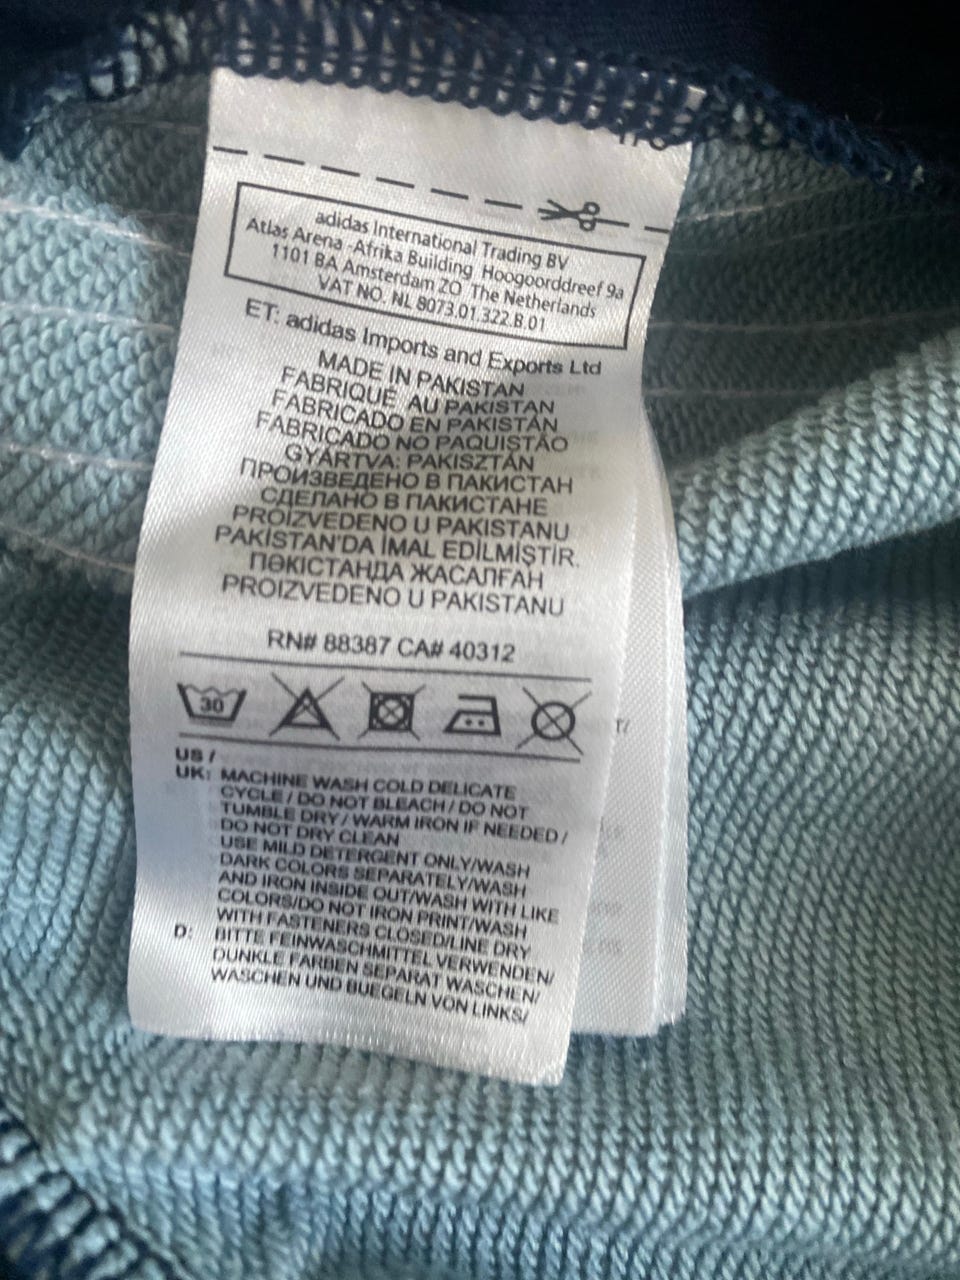 adidas International Trading BV
Atlas Arena -Afrika Building Hoogoorddreef 9a
1101 BA Amsterdam ZO The Netherlands
VAT NO. NL 8073.01.322.B.01
ET: adidas Imports and Exports Ltd
MADE IN PAKISTAN
FABRIQUÉ AU PAKISTAN
FABRICADO EN PAKISTÁN
FABRICADO NO PAQUISTÃO
GYÁRTVA: PAKISZTÁN
ПРОИЗВЕДЕНО В ПАКИСТАН
СДЕЛАНО В ПАКИСТАНЕ
PROIZVEDENO U PAKISTANU
PAKİSTAN'DA İMAL EDİLMİŞTİR.
ПӘКІСТАНДА ЖАСАЛҒАН
PROIZVEDENO U PAKISTANU
RN# 88387 CA# 40312
30
US /
UK: MACHINE WASH COLD DELICATE
CYCLE / DO NOT BLEACH / DO NOT
TUMBLE DRY / WARM IRON IF NEEDED /
DO NOT DRY CLEAN
USE MILD DETERGENT ONLY/WASH
DARK COLORS SEPARATELY/WASH
AND IRON INSIDE OUT/WASH WITH LIKE
COLORS/DO NOT IRON PRINT/WASH
WITH FASTENERS CLOSED/LINE DRY
D: BITTE FEINWASCHMITTEL VERWENDEN/
DUNKLE FARBEN SEPARAT WASCHEN/
WASCHEN UND BUEGELN VON LINKS/